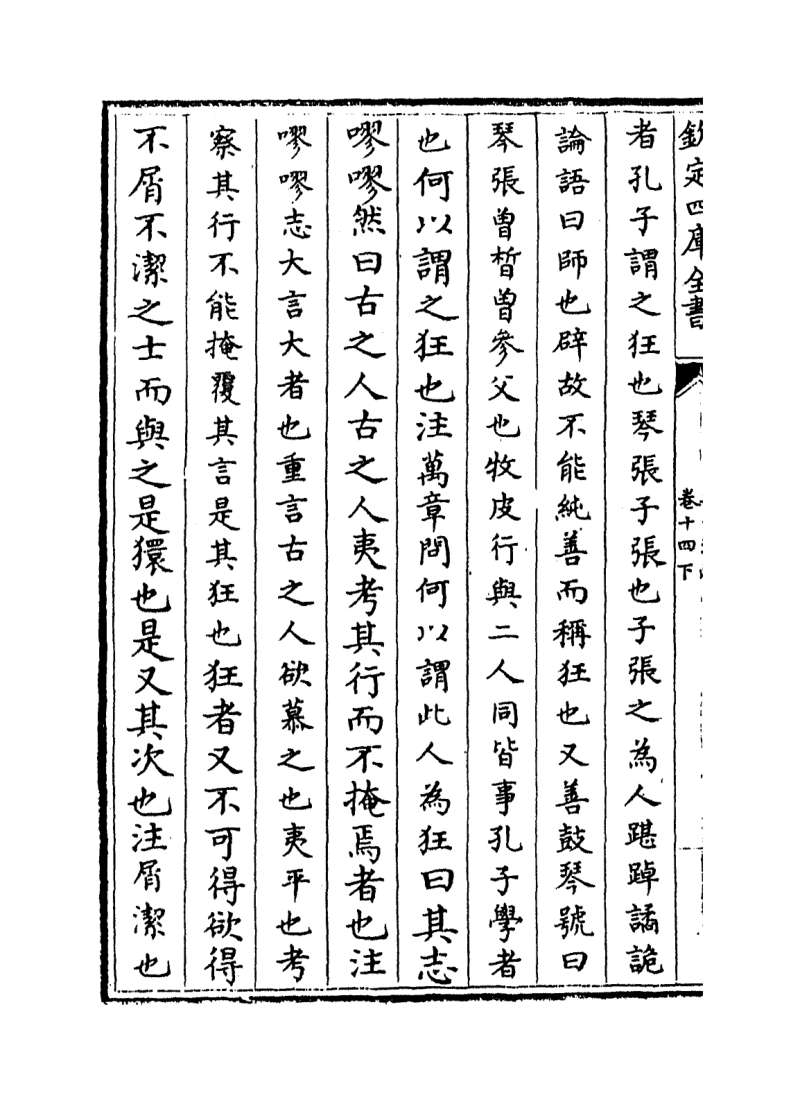 欽定四庫全書
卷十四下
者孔子謂之狂也琴張子張也子張之為人踸踔譎詭
論語曰師也辟故不能純善而稱狂也又善鼓琴號曰
琴張曾晳曾參父也牧皮行與二人同皆事孔子學者
也何以謂之狂也注萬章問何以謂此人為狂曰其志
嘐嘐然曰古之人古之人夷考其行而不掩焉者也注
嘐嘐志大言大者也重言古之人欲慕之也夷平也考
察其行不能掩覆其言是其狂也狂者又不可得欲得
不屑不潔之士而與之是獧也是又其次也注屑潔也